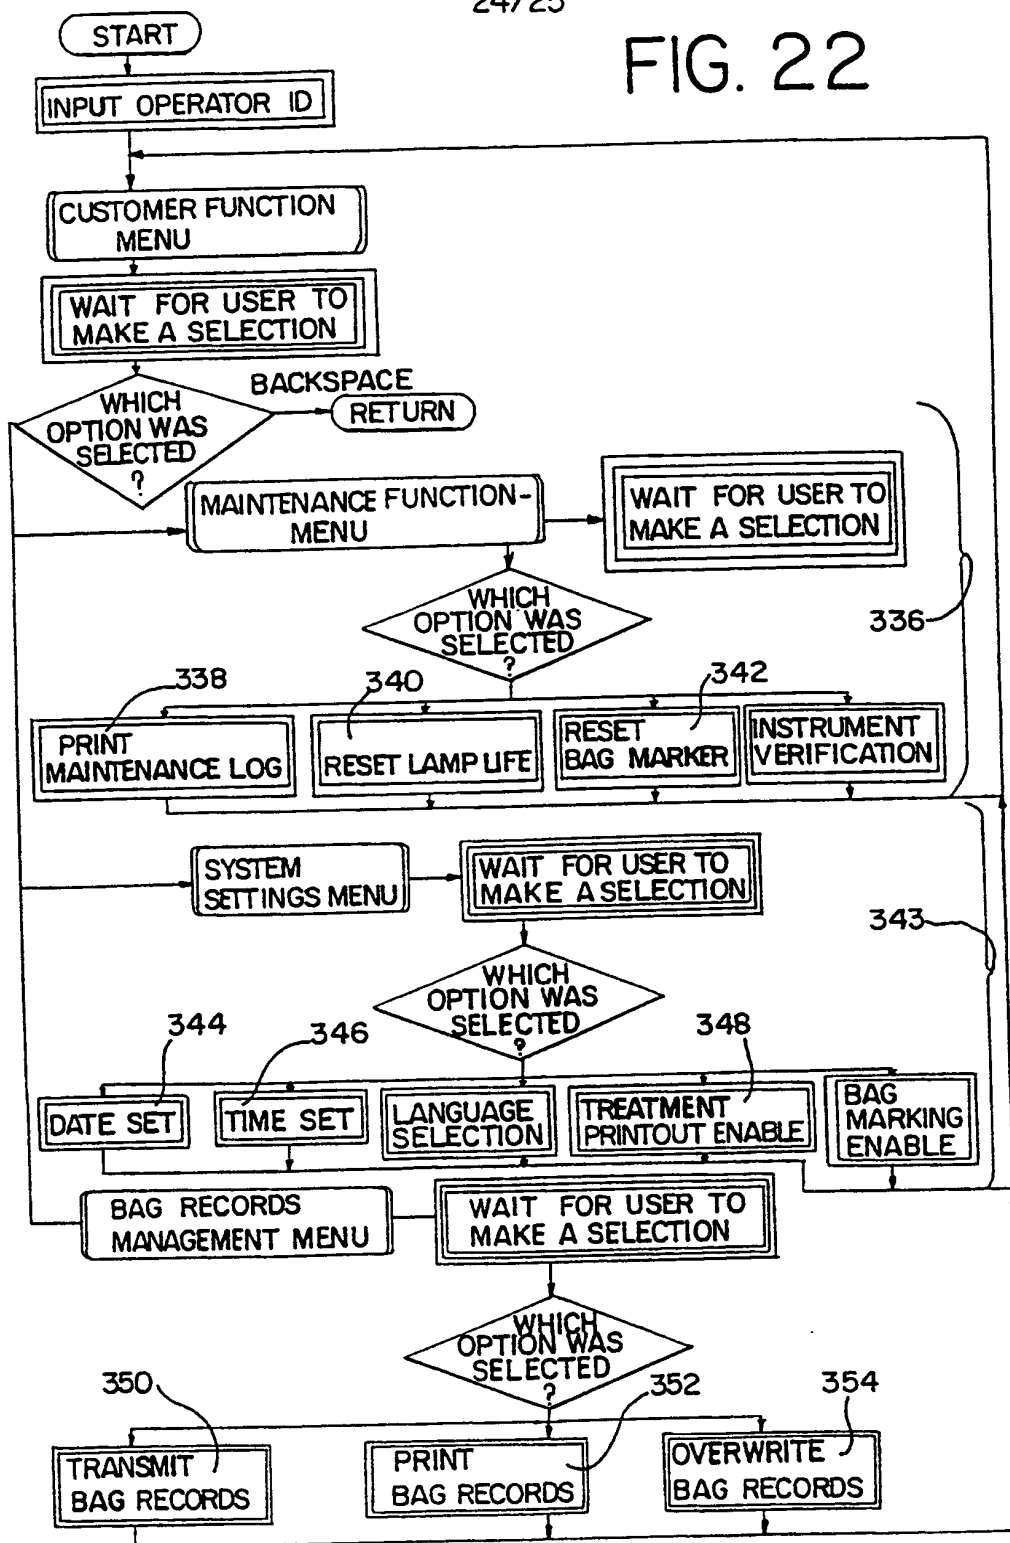 24/25
FIG. 22
START
INPUT OPERATOR ID
CUSTOMER FUNCTION
MENU
WAIT FOR USER TO
MAKE A SELECTION
BACKSPACE
WHICH
OPTION WAS
SELECTED
?
RETURN
MAINTENANCE FUNCTION-
MENU
WAIT FOR USER TO
MAKE A SELECTION
WHICH
OPTION WAS
SELECTED
?
336
338
340
342
PRINT
MAINTENANCE LOG
RESET LAMP LIFE
RESET
BAG MARKER
INSTRUMENT
VERIFICATION
SYSTEM
SETTINGS MENU
WAIT FOR USER TO
MAKE A SELECTION
343
WHICH
OPTION WAS
SELECTED
?
344
346
348
DATE SET
TIME SET
LANGUAGE
SELECTION
TREATMENT
PRINTOUT ENABLE
BAG
MARKING
ENABLE
BAG RECORDS
MANAGEMENT MENU
WAIT FOR USER TO
MAKE A SELECTION
WHICH
OPTION WAS
SELECTED
?
350
352
354
TRANSMIT
BAG RECORDS
PRINT
BAG RECORDS
OVERWRITE
BAG RECORDS